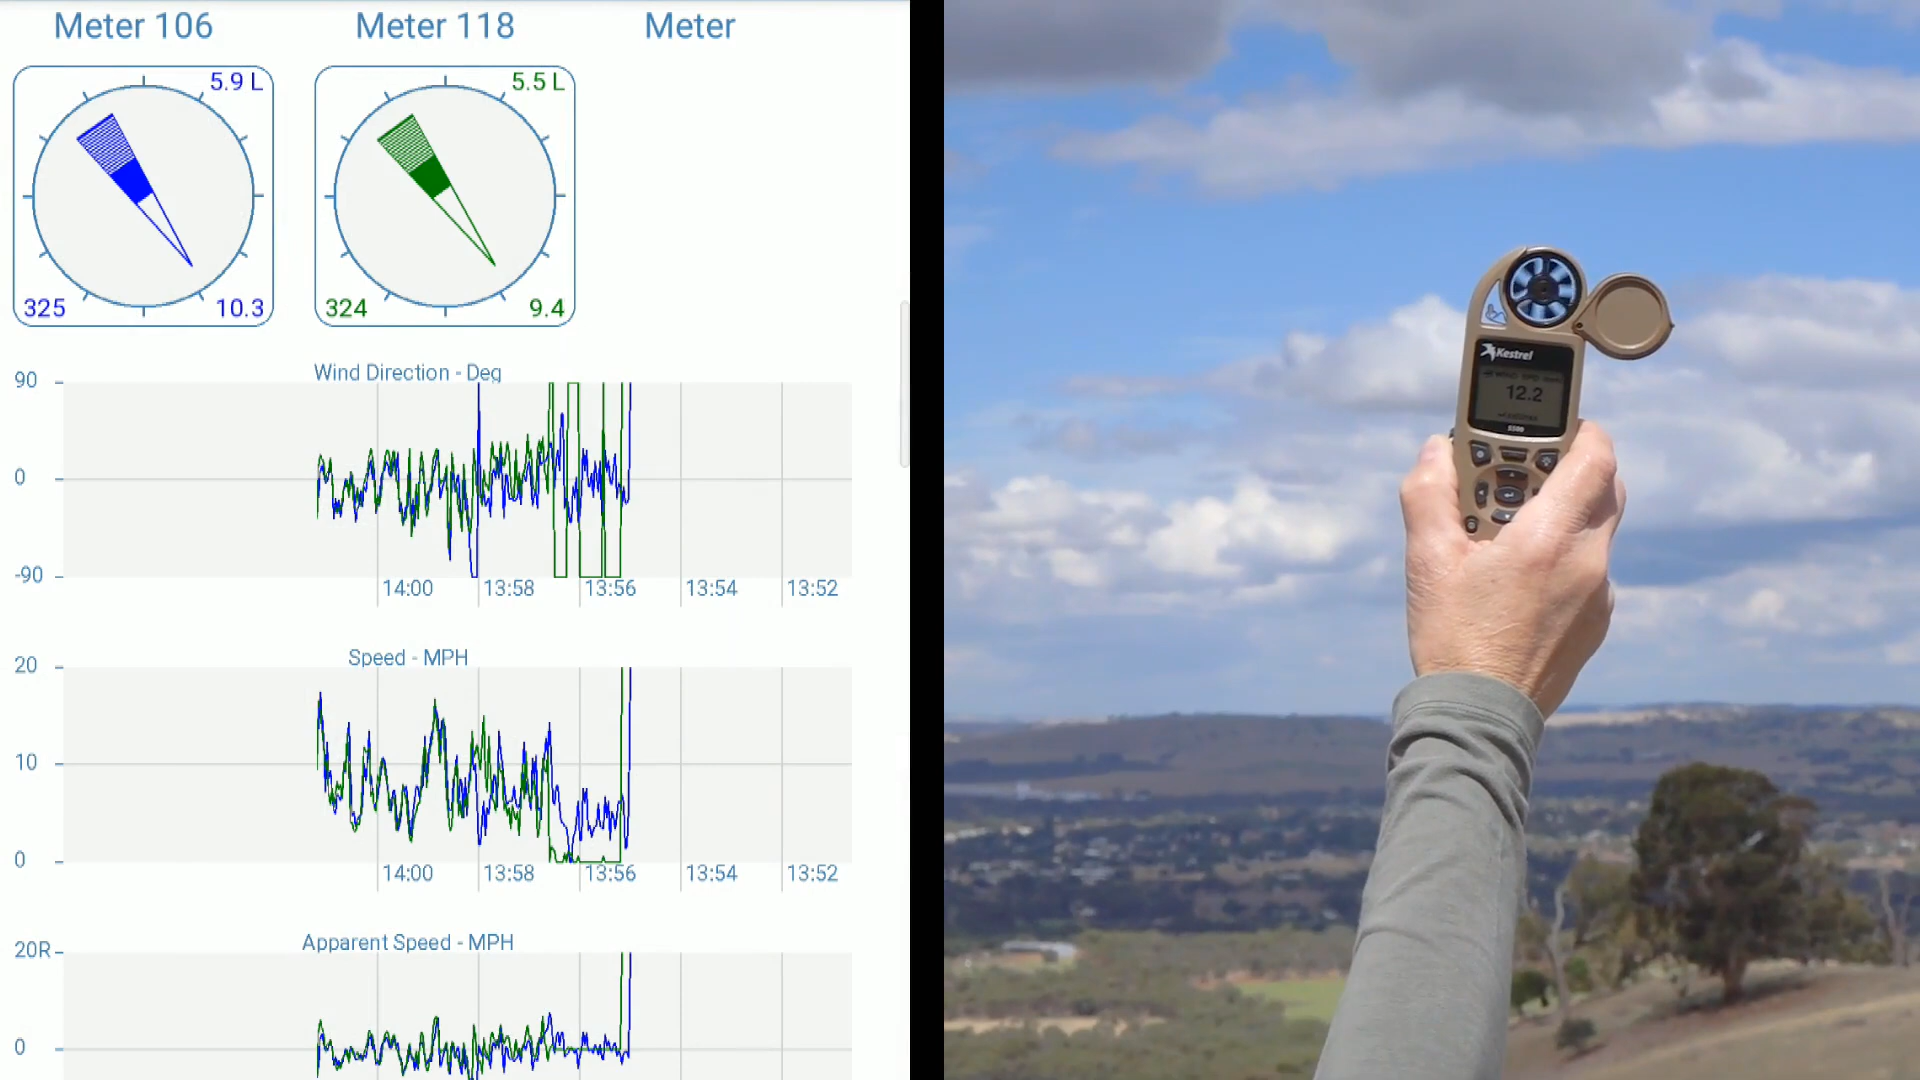 Meter 106
Meter 118
Meter
5.9 L
325
10.3
5.5 L
324
9.4
Wind Direction - Deg
90
0
-90
14:00
13:58
13:56
13:54
13:52
Speed - MPH
20
10
0
14:00
13:58
13:56
13:54
13:52
Apparent Speed - MPH
20R
0
Kestrel
12.2
5500